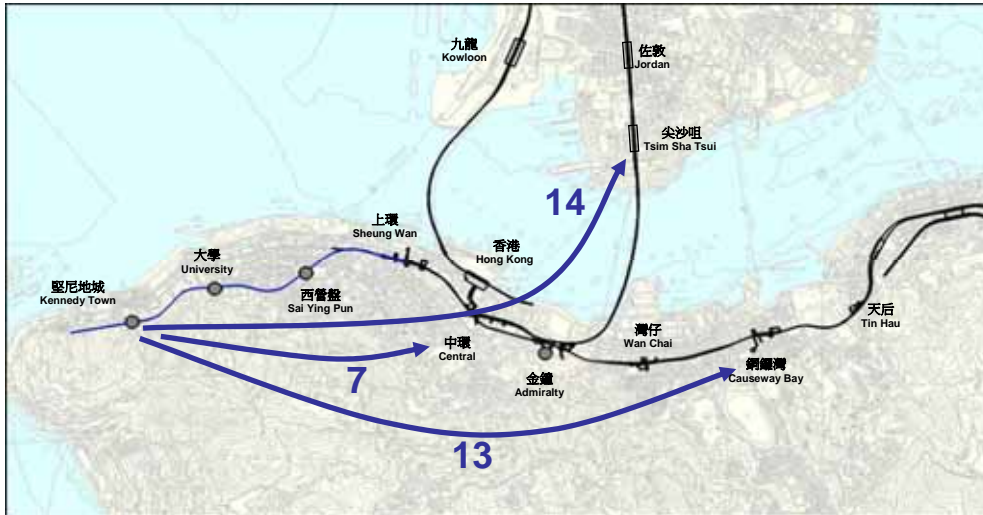 九龍
Kowloon
佐敦
Jordan
尖沙咀
Tsim Sha Tsui
14
上環
Sheung Wan
香港
Hong Kong
大學
University
堅尼地城
Kennedy Town
西營盤
Sai Ying Pun
天后
Tin Hau
灣仔
Wan Chai
中環
Central
金鐘
Admiralty
銅鑼灣
Causeway Bay
7
13